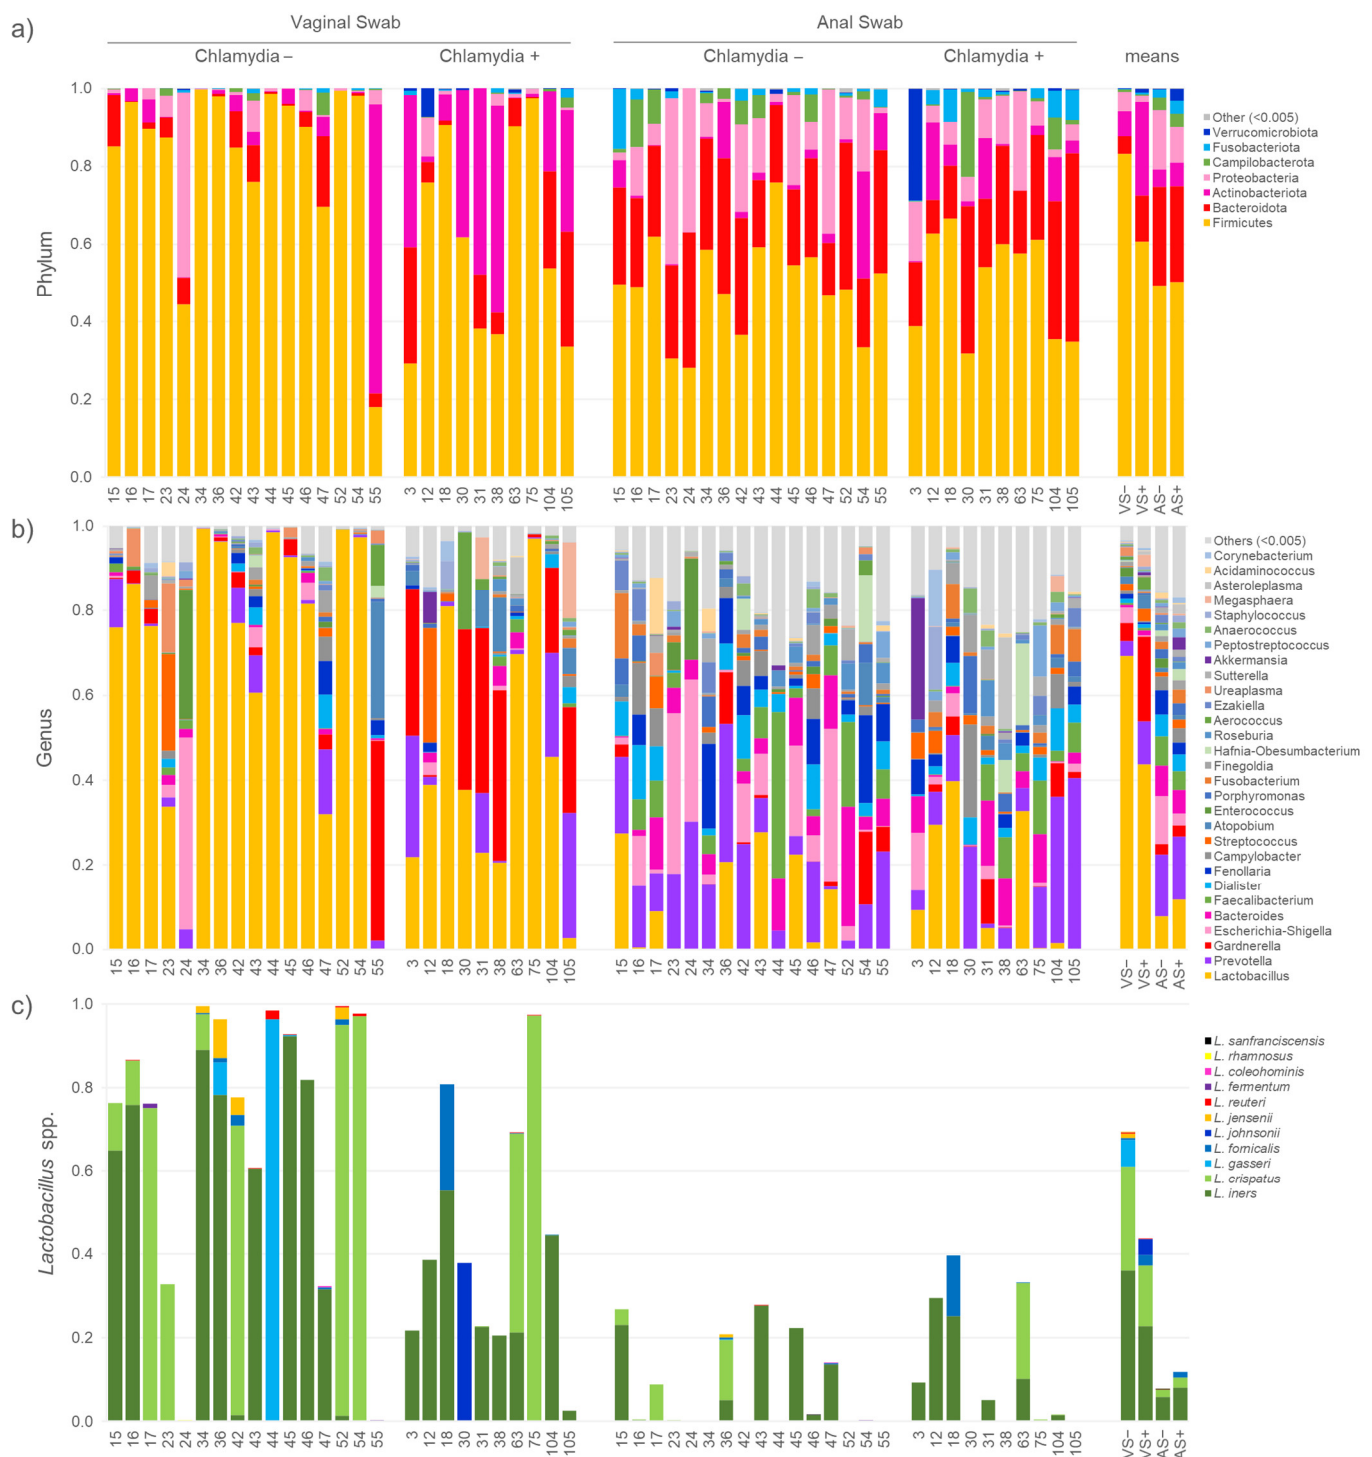 a)
Vaginal Swab
Anal Swab
Chlamydia –
Chlamydia +
Chlamydia –
Chlamydia +
means
Phylum
1.0
0.8
0.6
0.4
0.2
0.0
15 16 17 23 24 34 36 42 43 44 45 46 47 52 54 55
3 12 18 30 31 38 63 75 104 105
15 16 17 23 24 34 36 42 43 44 45 46 47 52 54 55
3 12 18 30 31 38 63 75 104 105
VS– VS+ AS– AS+
Other (<0.005)
Verrucomicrobiota
Fusobacteriota
Campilobacterota
Proteobacteria
Actinobacteriota
Bacteroidota
Firmicutes
b)
Genus
1.0
0.8
0.6
0.4
0.2
0.0
15 16 17 23 24 34 36 42 43 44 45 46 47 52 54 55
3 12 18 30 31 38 63 75 104 105
15 16 17 23 24 34 36 42 43 44 45 46 47 52 54 55
3 12 18 30 31 38 63 75 104 105
VS– VS+ AS– AS+
Others (<0.005)
Corynebacterium
Acidaminococcus
Asteroleplasma
Megasphaera
Staphylococcus
Anaerococcus
Peptostreptococcus
Akkermansia
Sutterella
Ureaplasma
Ezakiella
Aerococcus
Roseburia
Hafnia-Obesumbacterium
Finegoldia
Fusobacterium
Porphyromonas
Enterococcus
Atopobium
Streptococcus
Campylobacter
Fenollaria
Dialister
Faecalibacterium
Bacteroides
Escherichia-Shigella
Gardnerella
Prevotella
Lactobacillus
c)
Lactobacillus spp.
1.0
0.8
0.6
0.4
0.2
0.0
15 16 17 23 24 34 36 42 43 44 45 46 47 52 54 55
3 12 18 30 31 38 63 75 104 105
15 16 17 23 24 34 36 42 43 44 45 46 47 52 54 55
3 12 18 30 31 38 63 75 104 105
VS– VS+ AS– AS+
L. sanfranciscensis
L. rhamnosus
L. coleohominis
L. fermentum
L. reuteri
L. jensenii
L. johnsonii
L. fornicalis
L. gasseri
L. crispatus
L. iners